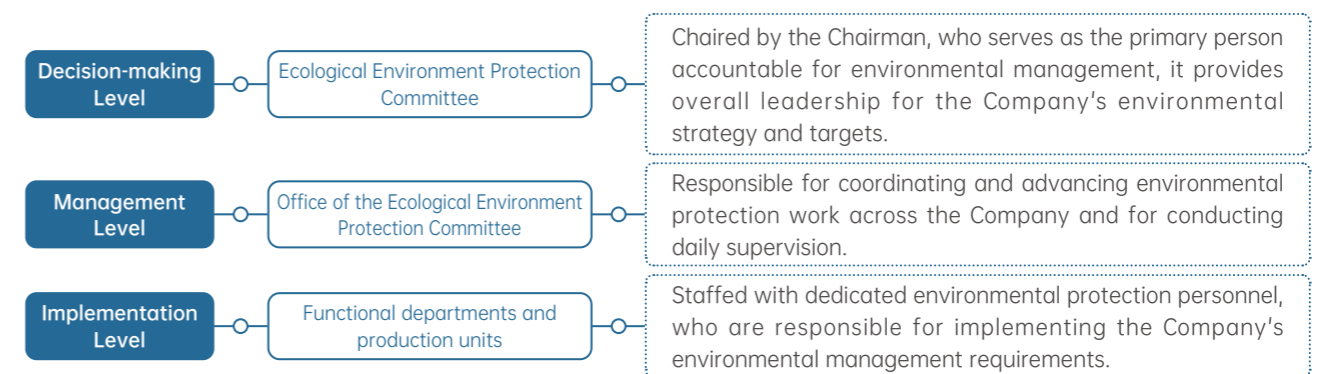 Decision-making
Level
Ecological Environment Protection
Committee
Chaired by the Chairman, who serves as the primary person
accountable for environmental management, it provides
overall leadership for the Company's environmental
strategy and targets.
Management
Level
Office of the Ecological Environment
Protection Committee
Responsible for coordinating and advancing environmental
protection work across the Company and for conducting
daily supervision.
Implementation
Level
Functional departments and
production units
Staffed with dedicated environmental protection personnel,
who are responsible for implementing the Company's
environmental management requirements.